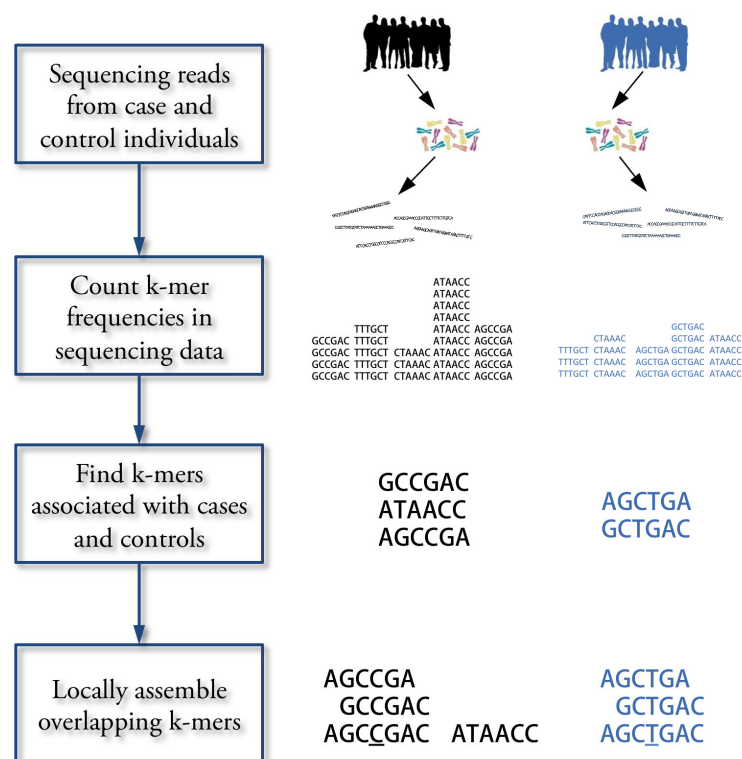 Sequencing reads
from case and
control individuals
Count k-mer
frequencies in
sequencing data
ATAACC
ATAACC
ATAACC
ATAACC
TTTGCT ATAACC AGCCGA
GCCGAC TTTGCT ATAACC AGCCGA
GCCGAC TTTGCT CTAAAC ATAACC AGCCGA
GCCGAC TTTGCT CTAAAC ATAACC AGCCGA
GCCGAC TTTGCT CTAAAC ATAACC AGCCGA
GCTGAC
CTAAAC GCTGAC ATAACC
TTTGCT CTAAAC AGCTGA GCTGAC ATAACC
TTTGCT CTAAAC AGCTGA GCTGAC ATAACC
TTTGCT CTAAAC AGCTGA GCTGAC ATAACC
Find k-mers
associated with cases
and controls
GCCGAC
ATAACC
AGCCGA
AGCTGA
GCTGAC
Locally assemble
overlapping k-mers
AGCCGA
GCCGAC
AGCCGAC ATAACC
AGCTGA
GCTGAC
AGCTGAC